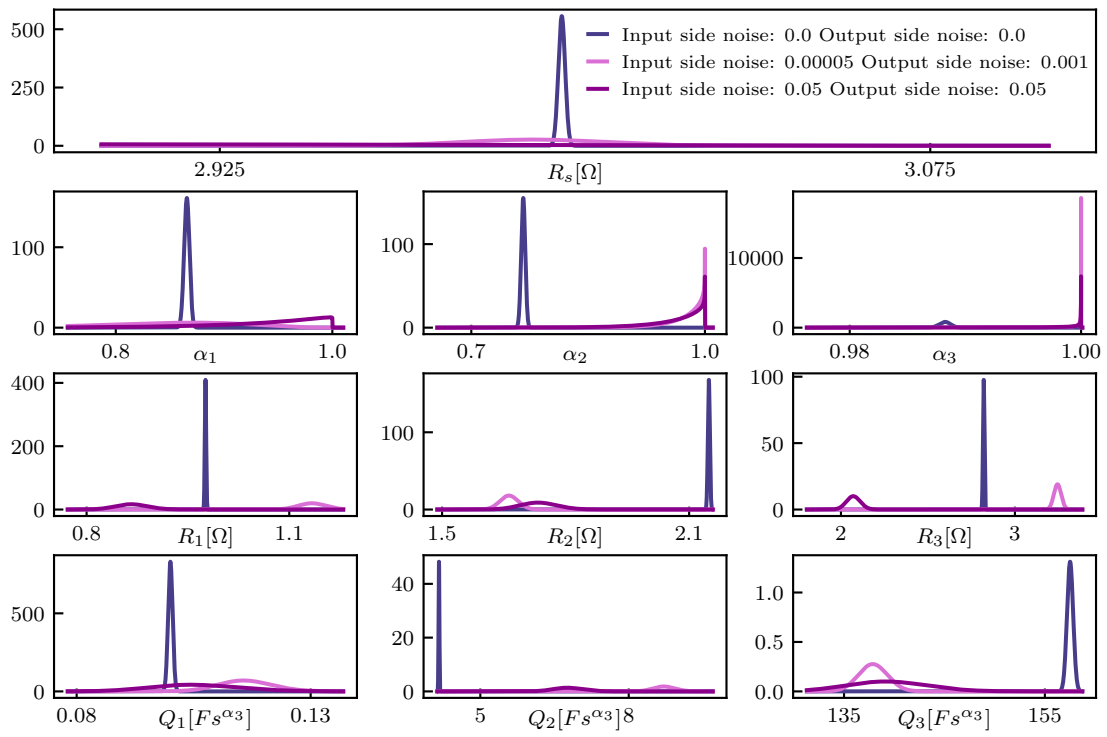 500
250
0
Input side noise: 0.0 Output side noise: 0.0
Input side noise: 0.00005 Output side noise: 0.001
Input side noise: 0.05 Output side noise: 0.05
2.925 R_s[Ω] 3.075
100
0
0.8 α_1 1.0
100
0
0.7 α_2 1.0
10000
0
0.98 α_3 1.00
400
200
0
0.8 R_1[Ω] 1.1
100
0
1.5 R_2[Ω] 2.1
100
50
0
2 R_3[Ω] 3
500
0
0.08 Q_1[Fs^{α_3}] 0.13
40
20
0
5 Q_2[Fs^{α_3}] 8
1.0
0.5
0.0
135 Q_3[Fs^{α_3}] 155